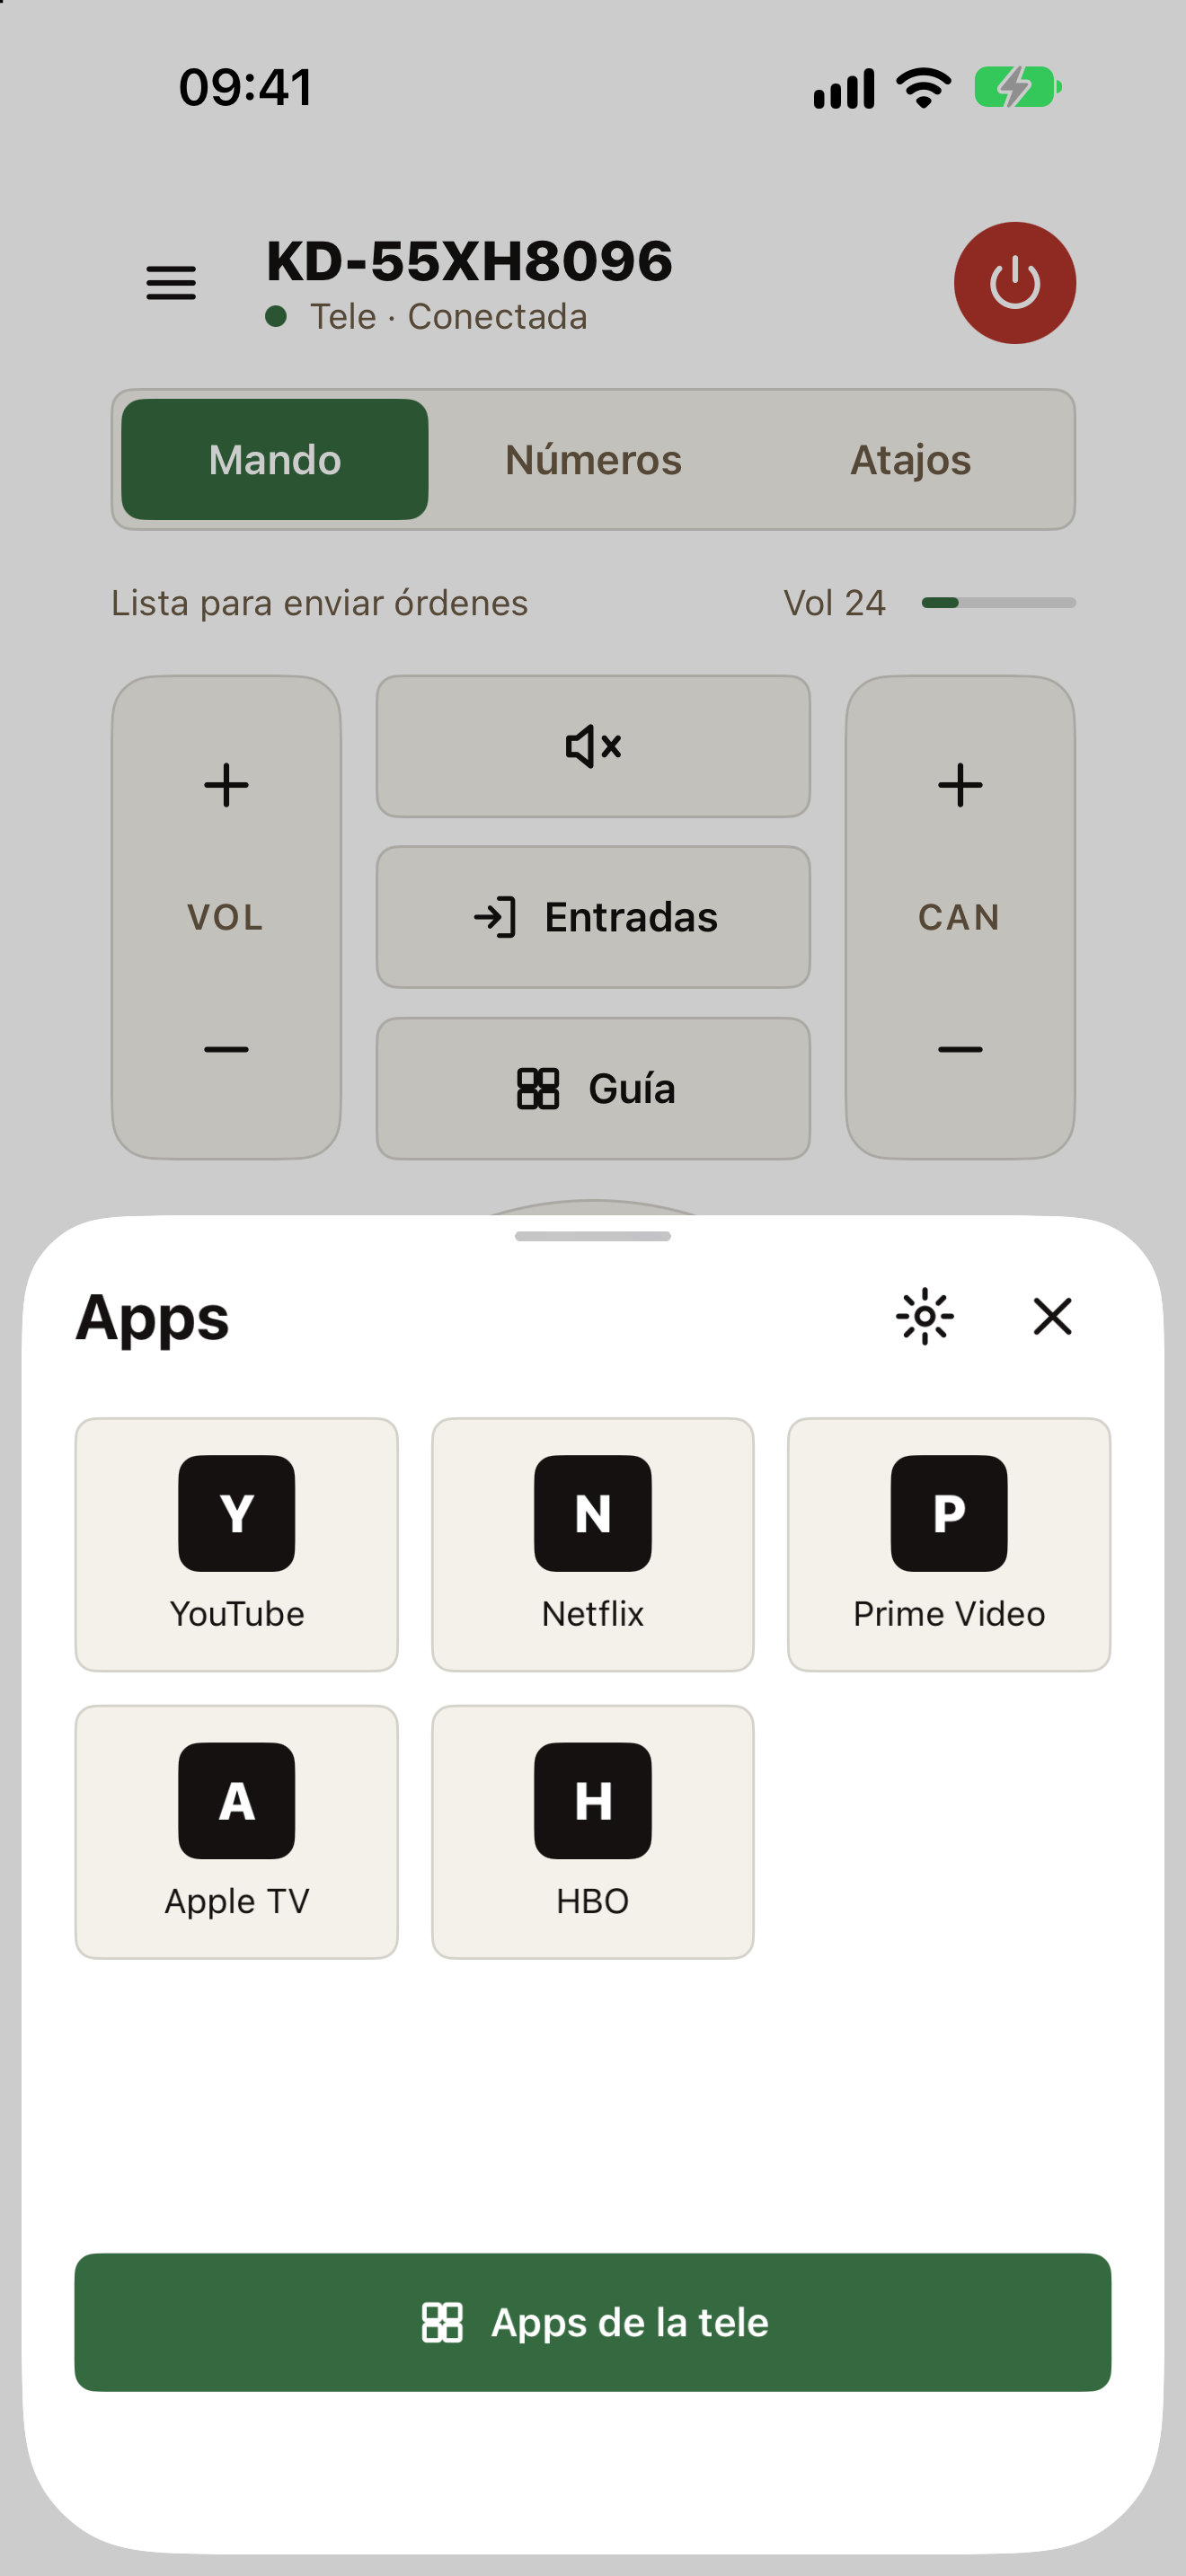 09:41
KD-55XH8096
Tele · Conectada
Mando
Números
Atajos
Lista para enviar órdenes
Vol 24
VOL
Entradas
CAN
Guía
Apps
Y
N
P
YouTube
Netflix
Prime Video
A
H
Apple TV
HBO
Apps de la tele